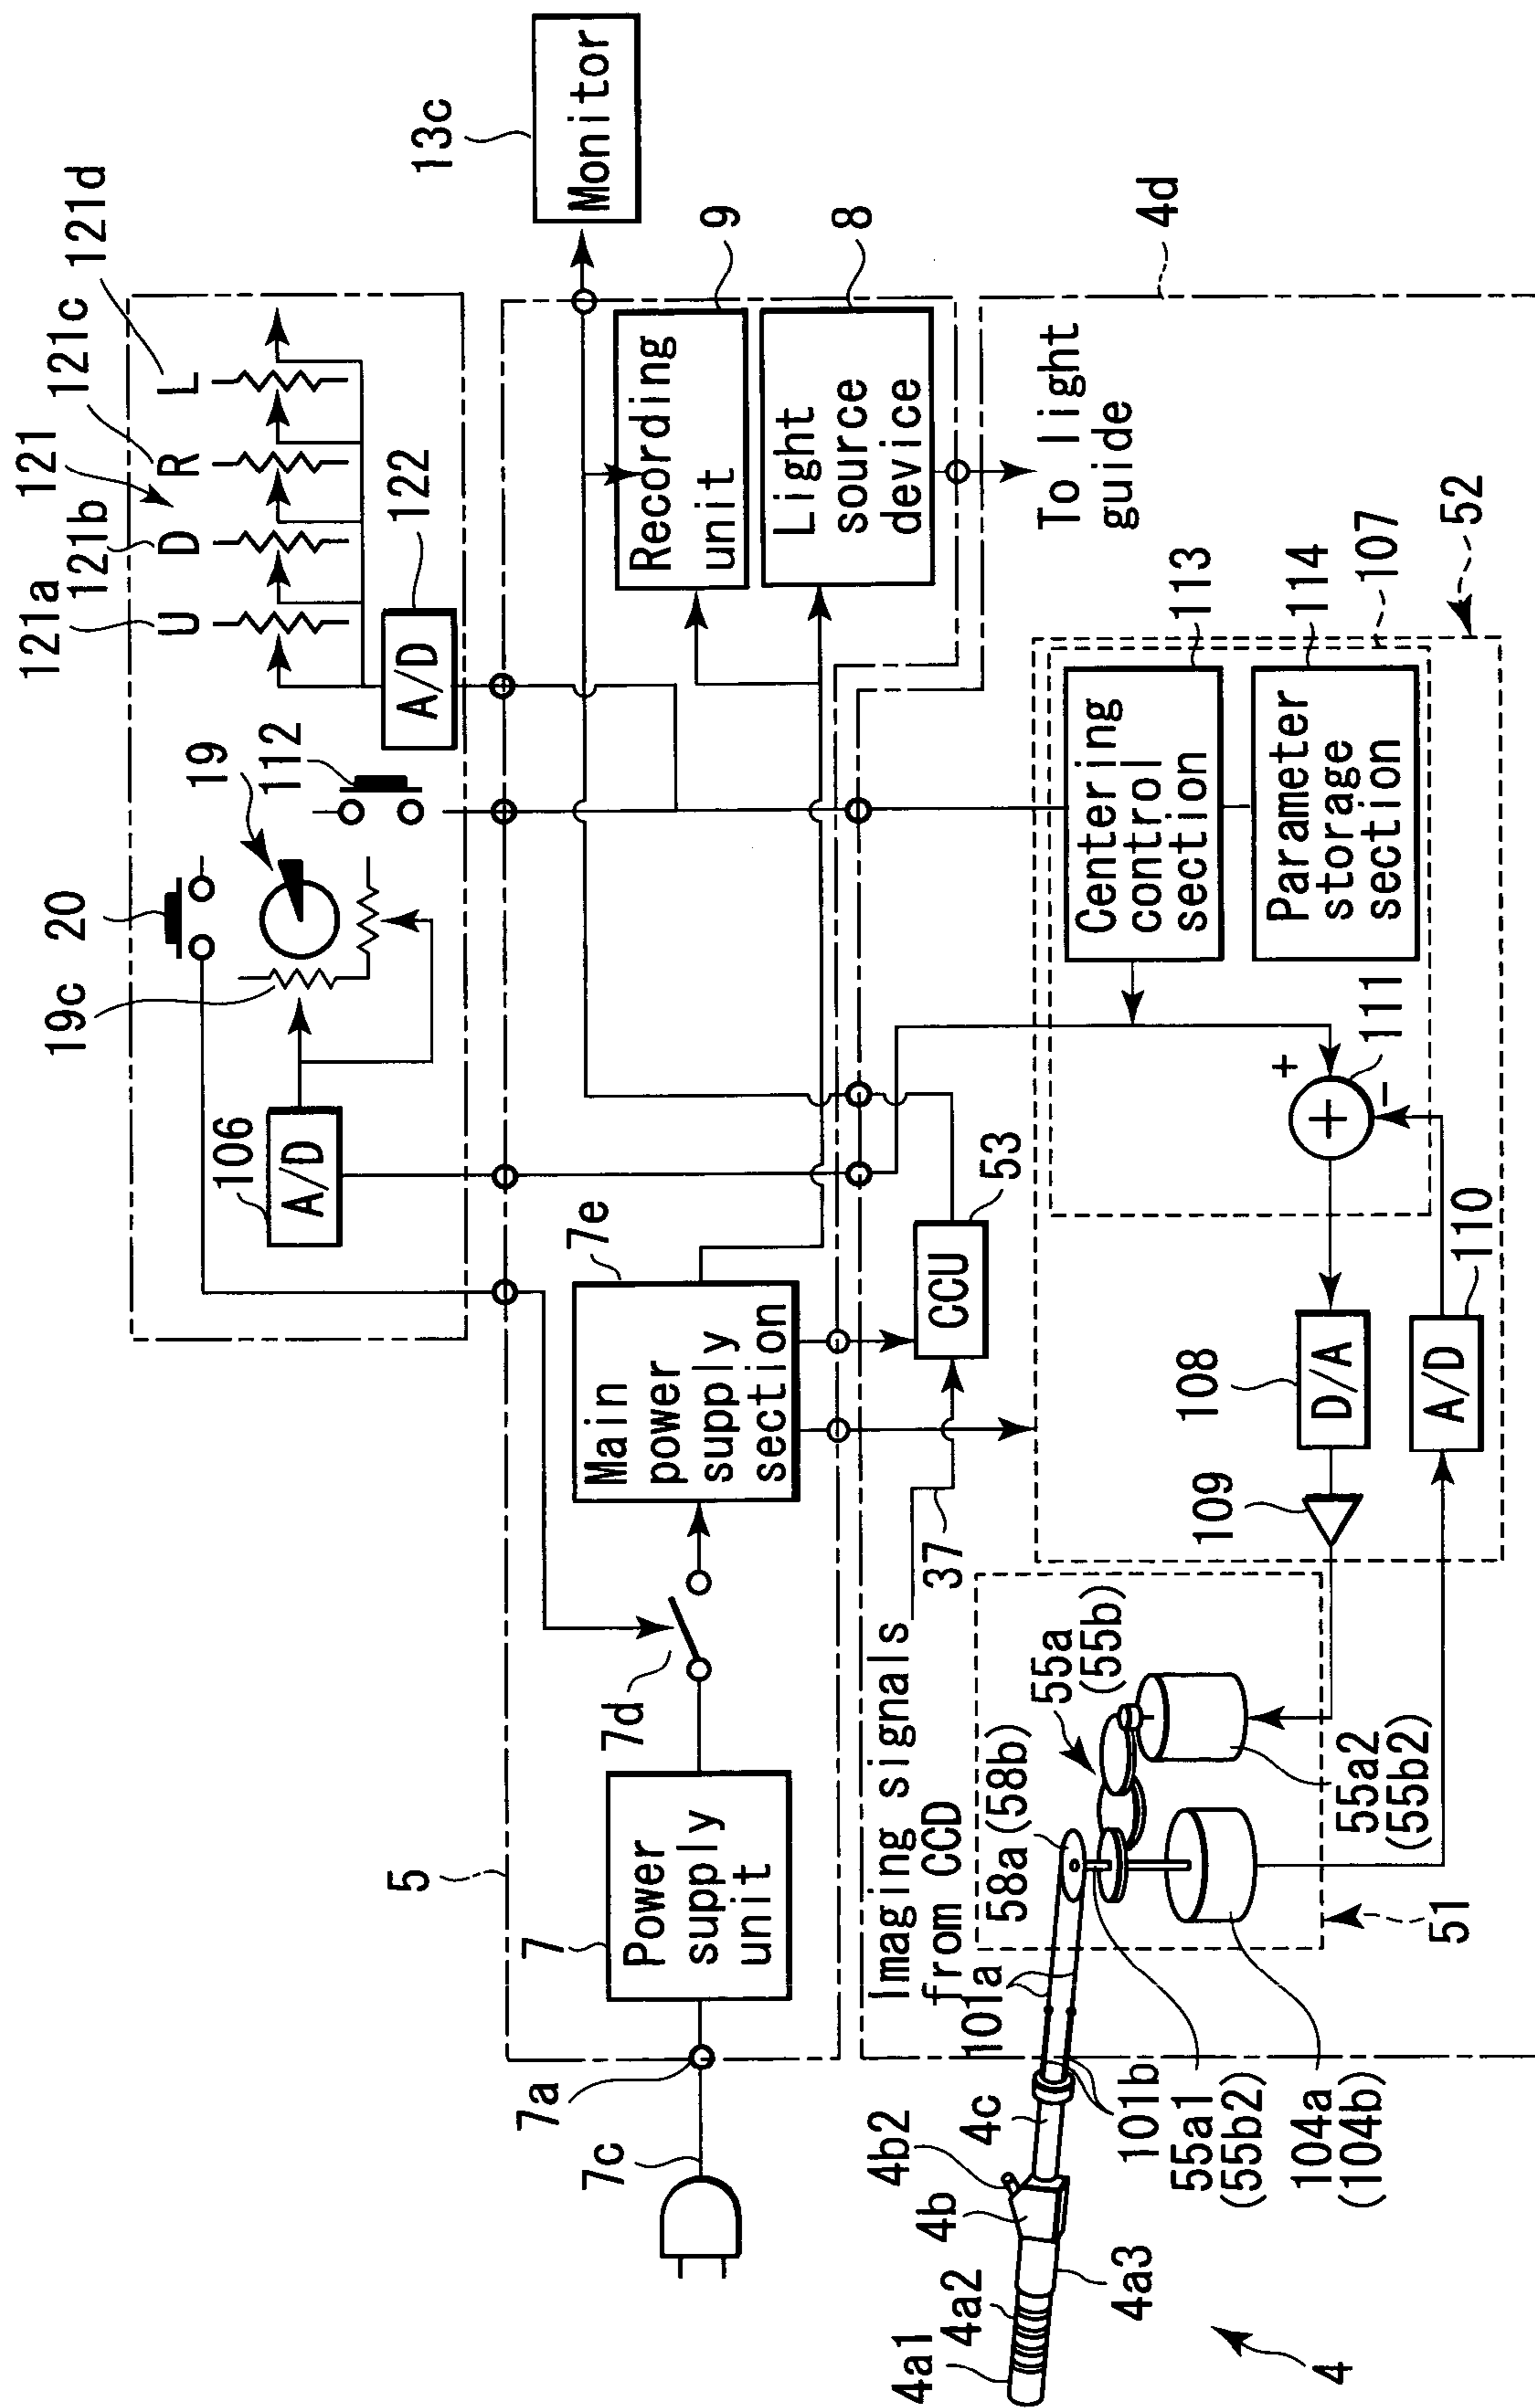 121
121a
121b
121c
121d
U
D
R
L
20
19
112
19c
106
A/D
122
A/D
13c
Monitor
5
7
Power
supply
unit
7a
7c
7d
7e
Main
power
supply
section
9
Recording
unit
8
Light
source
device
4d
To light
guide
Imaging signals
from CCD
37
53
CCU
52
107
113
Centering
control
section
114
Parameter
storage
section
+
111
+
−
108
D/A
109
110
A/D
58a (58b)
55a
(55b)
55a2
(55b2)
51
101a
101b
55a1
(55b2)
104a
(104b)
4a1
4a2
4a3
4b
4b2
4c
4